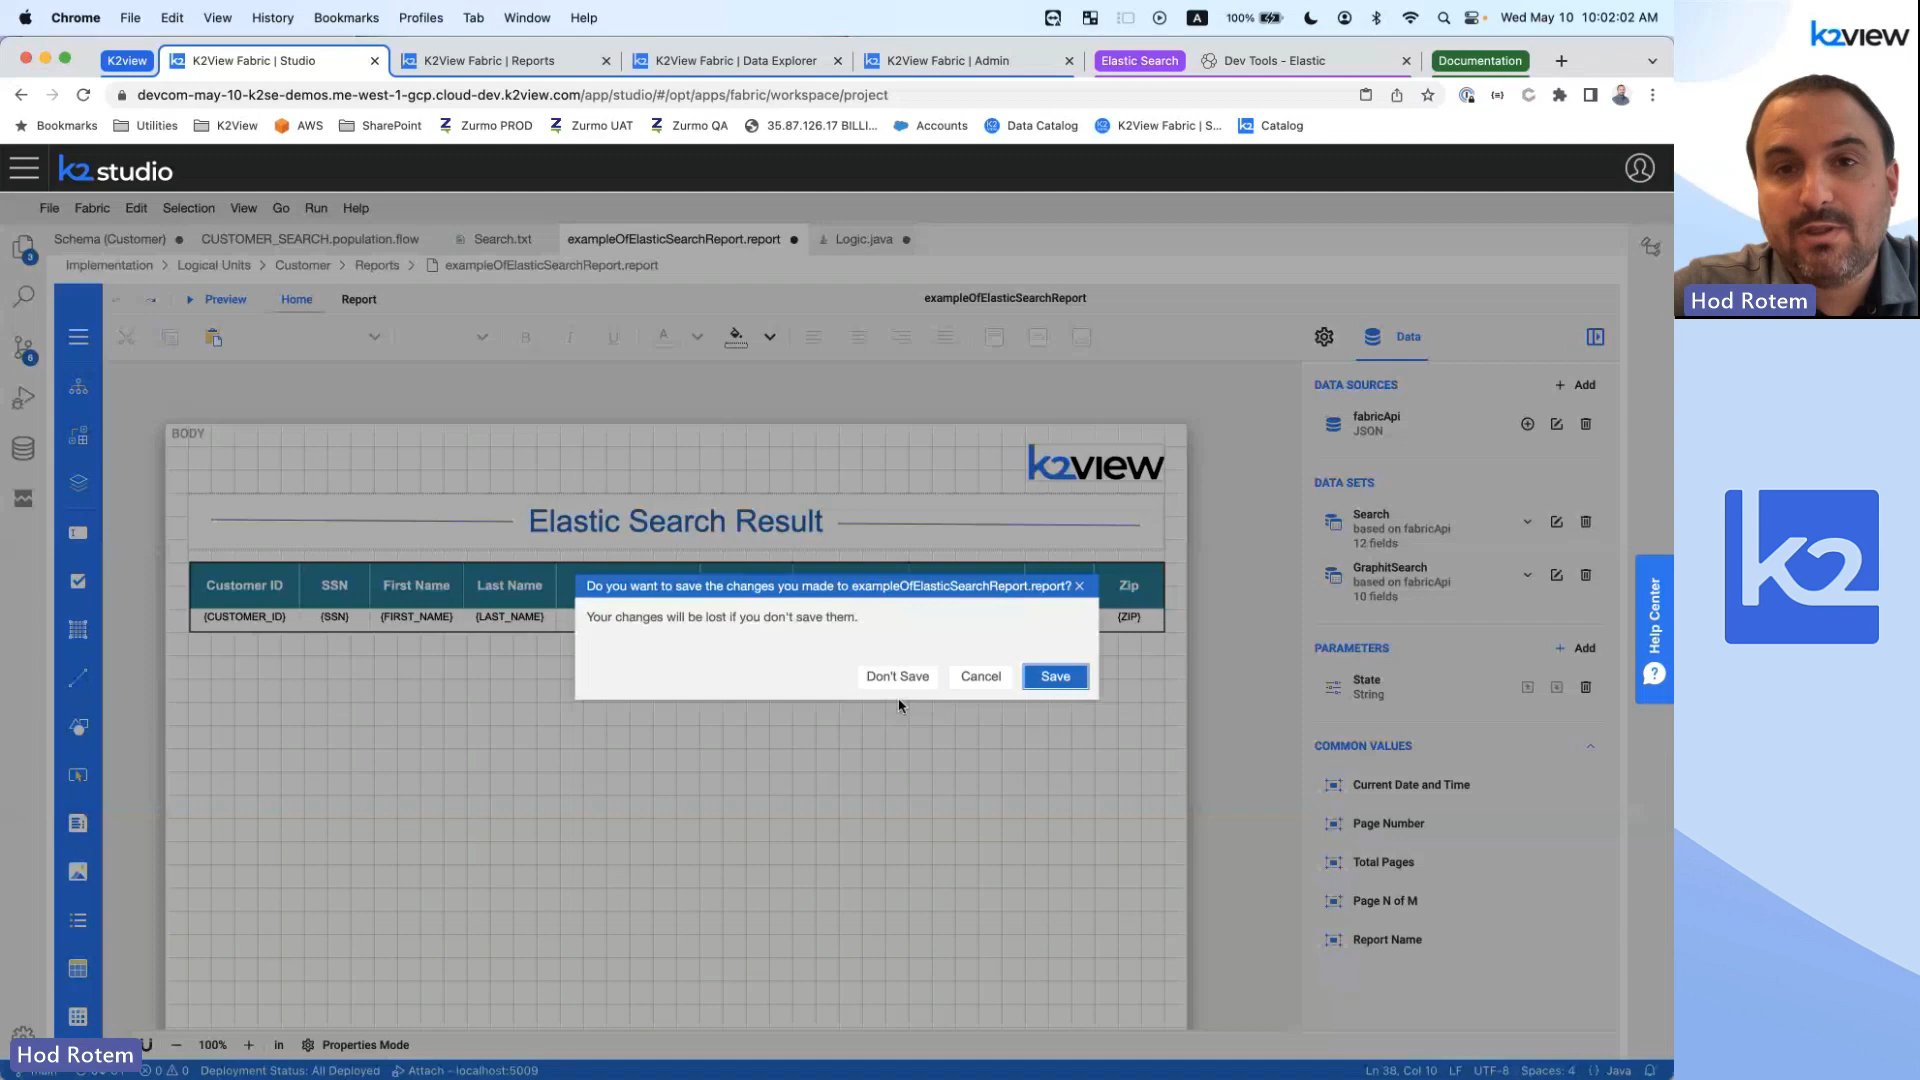 Chrome File Edit View History Bookmarks Profiles Tab Window Help
A 100% Wed May 10 10:02:02 AM
K2view K2View Fabric | Studio K2View Fabric | Reports K2View Fabric | Data Explorer K2View Fabric | Admin Elastic Search Dev Tools - Elastic Documentation
devcom-may-10-k2se-demos.me-west-1-gcp.cloud-dev.k2view.com/app/studio/#/opt/apps/fabric/workspace/project
Bookmarks Utilities K2View AWS SharePoint Zurmo PROD Zurmo UAT Zurmo QA 35.87.126.17 BILLI... Accounts Data Catalog K2View Fabric | S... Catalog
k2 studio
File Fabric Edit Selection View Go Run Help
Schema (Customer) CUSTOMER_SEARCH.population.flow Search.txt exampleOfElasticSearchReport.report Logic.java
Implementation Logical Units Customer Reports exampleOfElasticSearchReport.report
3
6
Preview Home Report exampleOfElasticSearchReport
B I U A
Data
BODY
k2view
Elastic Search Result
Customer ID SSN First Name Last Name Zip
{CUSTOMER_ID} {SSN} {FIRST_NAME} {LAST_NAME} {ZIP}
Do you want to save the changes you made to exampleOfElasticSearchReport.report?
Your changes will be lost if you don't save them.
Don't Save Cancel Save
DATA SOURCES Add
fabricApi
JSON
DATA SETS
Search
based on fabricApi
12 fields
GraphitSearch
based on fabricApi
10 fields
PARAMETERS Add
State
String
COMMON VALUES
Current Date and Time
Page Number
Total Pages
Page N of M
Report Name
Help Center
100% in Properties Mode
Hod Rotem
0 0 Deployment Status: All Deployed Attach – localhost:5009
Ln 38, Col 10 LF UTF-8 Spaces: 4 Java
k2view
Hod Rotem
k2